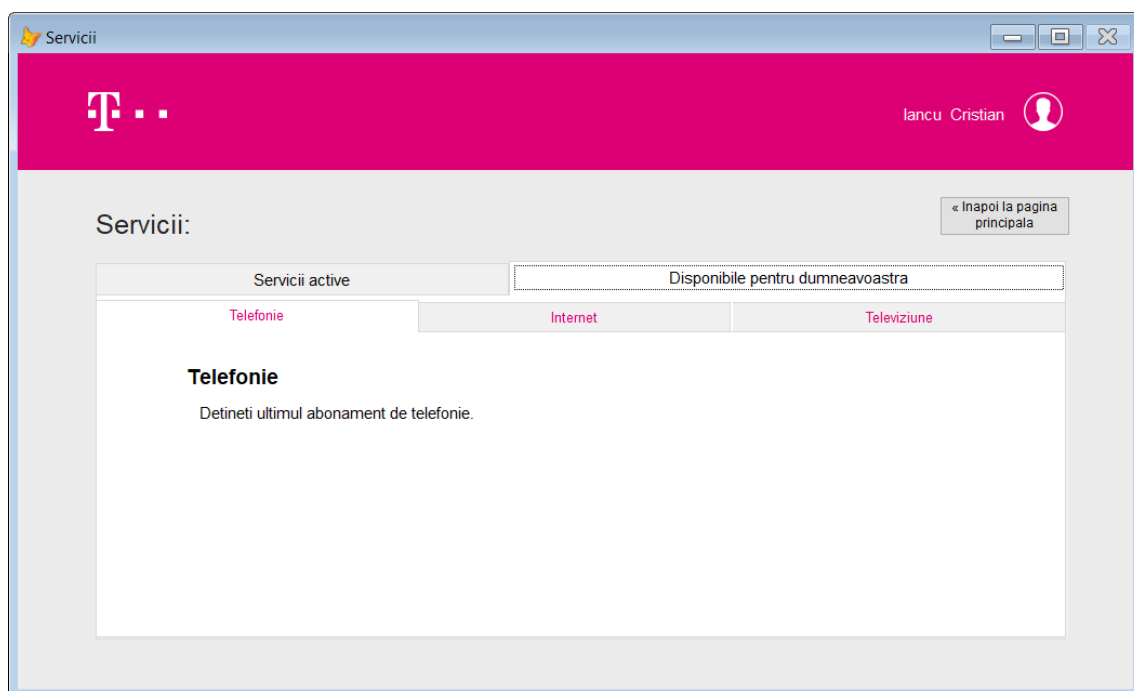 Servicii
T
Iancu Cristian
Servicii:
« Inapoi la pagina
principala
Servicii active
Disponibile pentru dumneavoastra
Telefonie
Internet
Televiziune
Telefonie
Detineti ultimul abonament de telefonie.